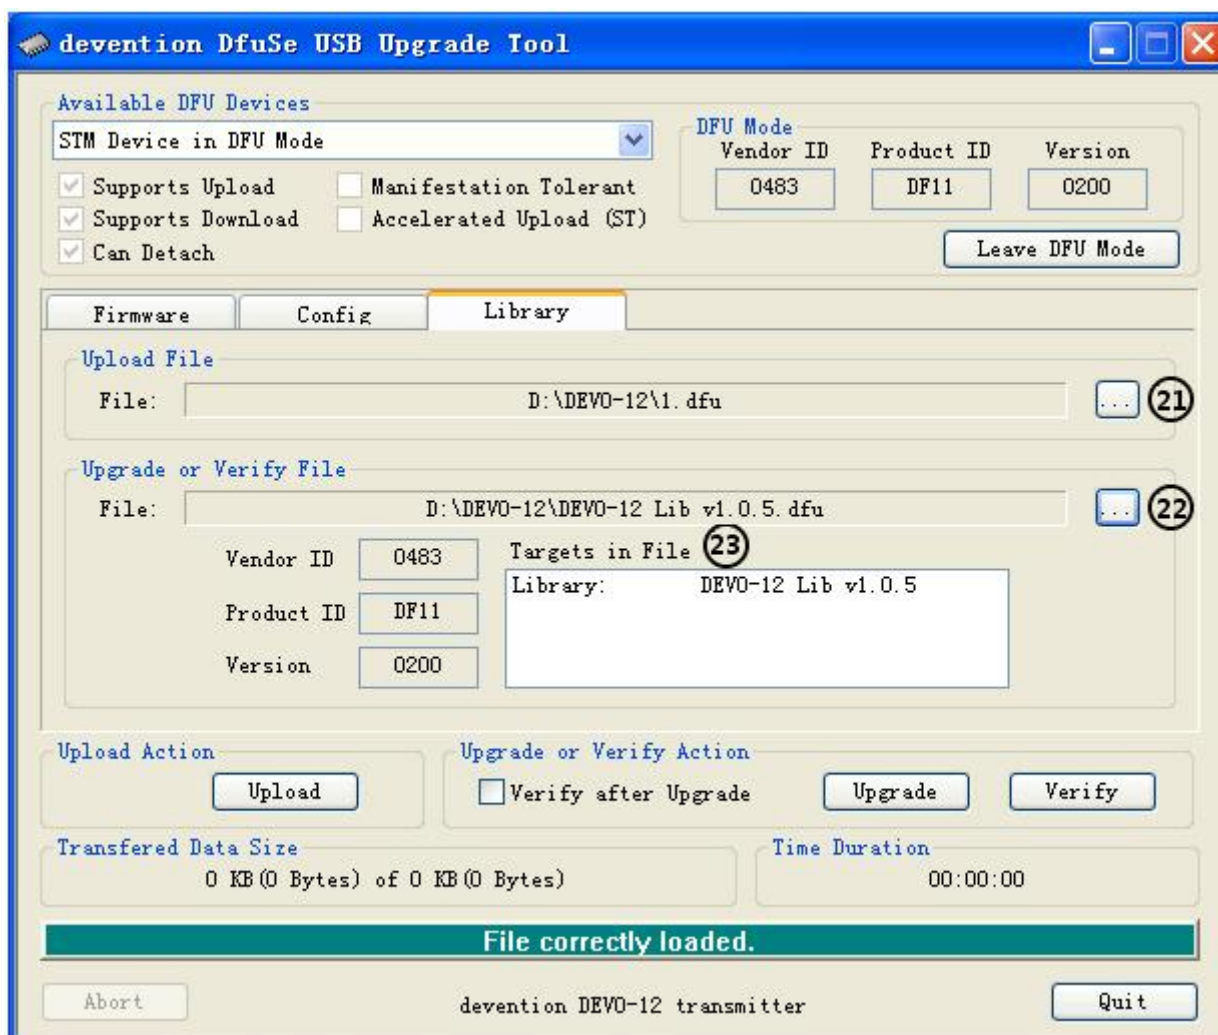 devention DfuSe USB Upgrade Tool
Available DFU Devices
STM Device in DFU Mode
Supports Upload
Manifestation Tolerant
Supports Download
Accelerated Upload (ST)
Can Detach
DFU Mode
Vendor ID Product ID Version
0483 DF11 0200
Leave DFU Mode
Firmware Config Library
Upload File
File: D:\DEVO-12\1.dfu ... 21
Upgrade or Verify File
File: D:\DEVO-12\DEVO-12 Lib v1.0.5.dfu ... 22
Vendor ID 0483
Product ID DF11
Version 0200
Targets in File 23
Library: DEVO-12 Lib v1.0.5
Upload Action
Upload
Upgrade or Verify Action
Verify after Upgrade Upgrade Verify
Transfered Data Size
0 KB(0 Bytes) of 0 KB(0 Bytes)
Time Duration
00:00:00
File correctly loaded.
Abort devention DEVO-12 transmitter Quit